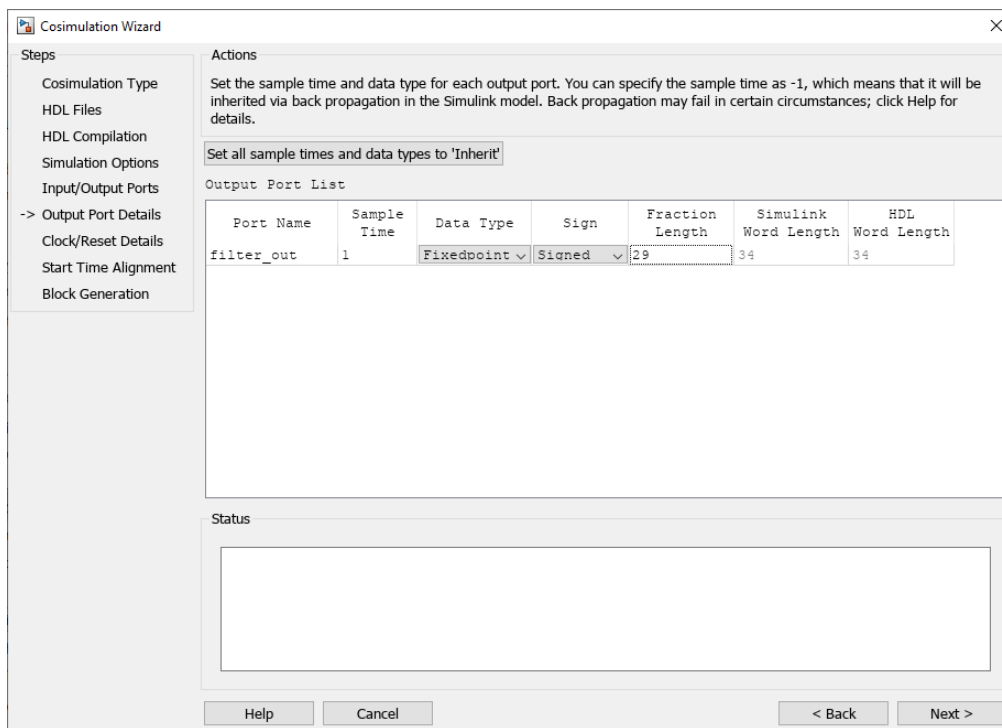 Cosimulation Wizard
Steps
Cosimulation Type
HDL Files
HDL Compilation
Simulation Options
Input/Output Ports
-> Output Port Details
Clock/Reset Details
Start Time Alignment
Block Generation
Actions
Set the sample time and data type for each output port. You can specify the sample time as -1, which means that it will be
inherited via back propagation in the Simulink model. Back propagation may fail in certain circumstances; click Help for
details.
Set all sample times and data types to 'Inherit'
Output Port List
Port Name Sample Time Data Type Sign Fraction Length Simulink Word Length HDL Word Length
filter_out 1 Fixedpoint Signed 29 34 34
Status
Help Cancel < Back Next >